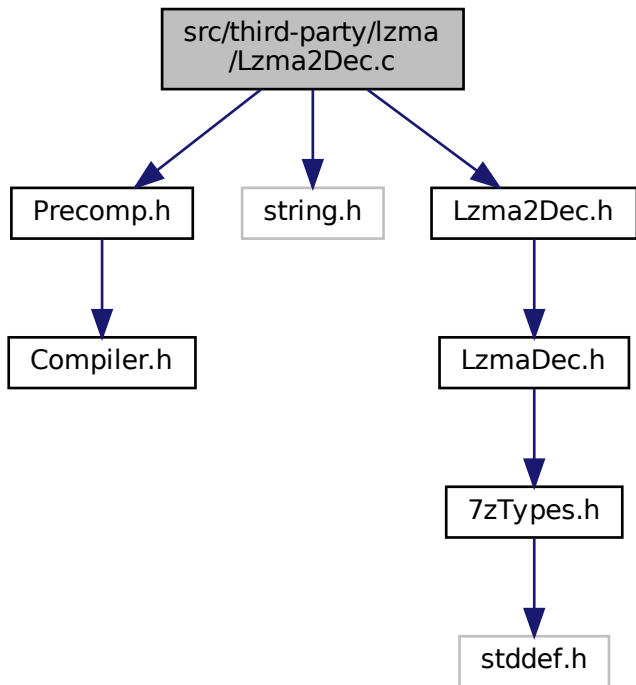 src/third-party/lzma
/Lzma2Dec.c
Precomp.h
string.h
Lzma2Dec.h
Compiler.h
LzmaDec.h
7zTypes.h
stddef.h